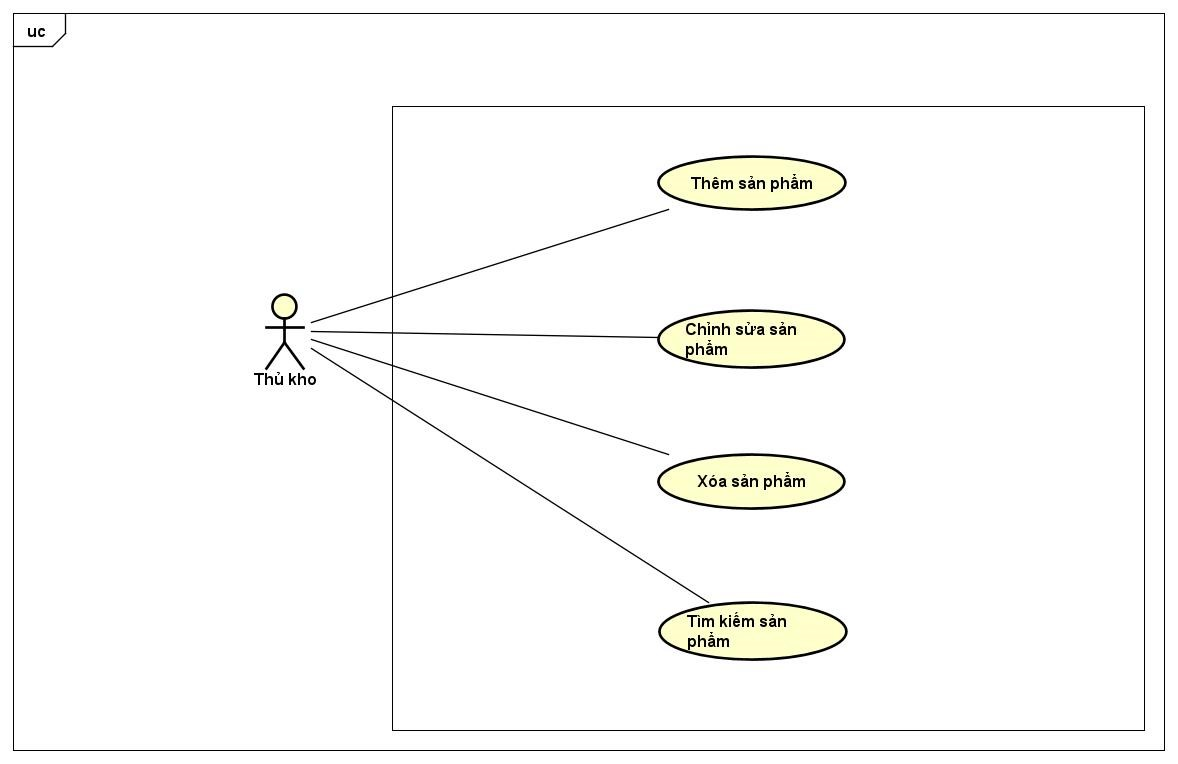 uc
Thêm sản phẩm
Chỉnh sửa sản
phẩm
Thủ kho
Xóa sản phẩm
Tìm kiếm sản
phẩm